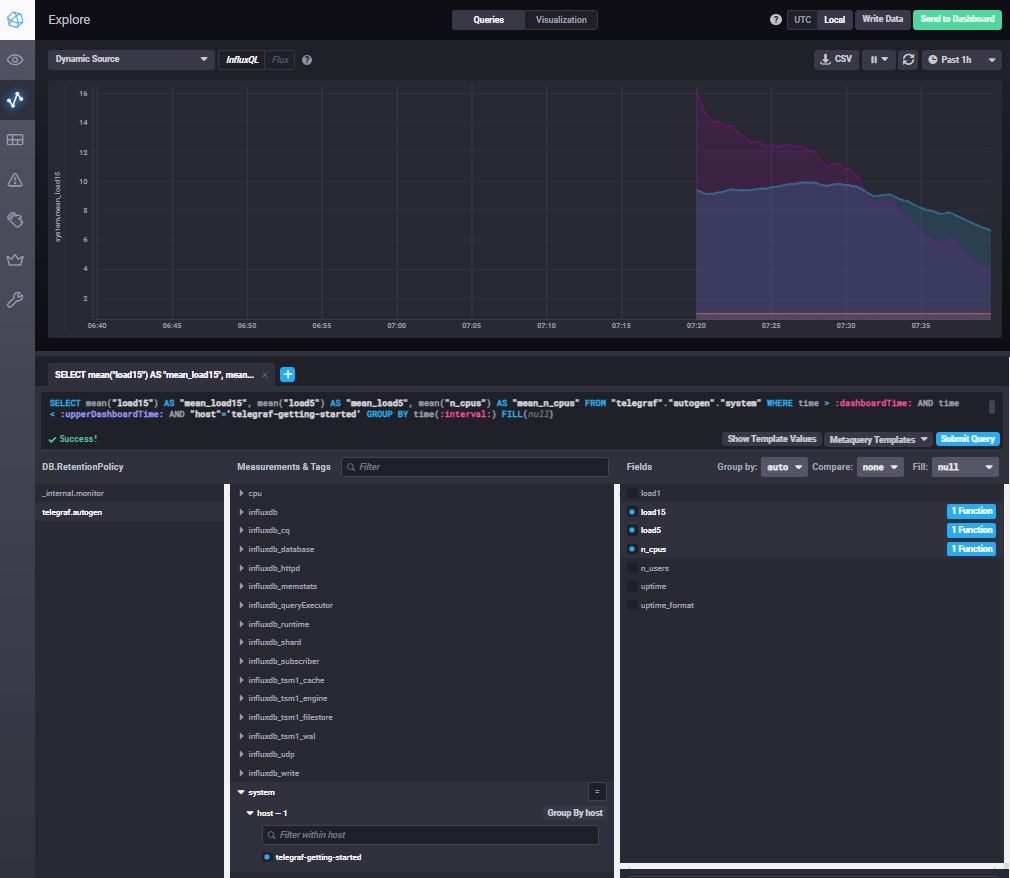 Explore
Queries
Visualization
?
UTC
Local
Write Data
Send to Dashboard
Dynamic Source
InfluxQL
Flux
?
CSV
Past 1h
system.mean_load15
16
14
12
10
8
6
4
2
06:40
06:45
06:50
06:55
07:00
07:05
07:10
07:15
07:20
07:25
07:30
07:35
SELECT mean("load15") AS "mean_load15", mean...
SELECT mean("load15") AS "mean_load15", mean("load5") AS "mean_load5", mean("n_cpus") AS "mean_n_cpus" FROM "telegraf"."autogen"."system" WHERE time > :dashboardTime: AND time
< :upperDashboardTime: AND "host"='telegraf-getting-started' GROUP BY time(:interval:) FILL(null)
Success!
Show Template Values
Metaquery Templates
Submit Query
DB.RetentionPolicy
Measurements & Tags
Filter
Fields
Group by:
auto
Compare:
none
Fill:
null
_internal.monitor
telegraf.autogen
cpu
influxdb
influxdb_cq
influxdb_database
influxdb_httpd
influxdb_memstats
influxdb_queryExecutor
influxdb_runtime
influxdb_shard
influxdb_subscriber
influxdb_tsm1_cache
influxdb_tsm1_engine
influxdb_tsm1_filestore
influxdb_tsm1_wal
influxdb_udp
influxdb_write
system
=
host — 1
Group By host
Filter within host
telegraf-getting-started
load1
load15
1 Function
load5
1 Function
n_cpus
1 Function
n_users
uptime
uptime_format